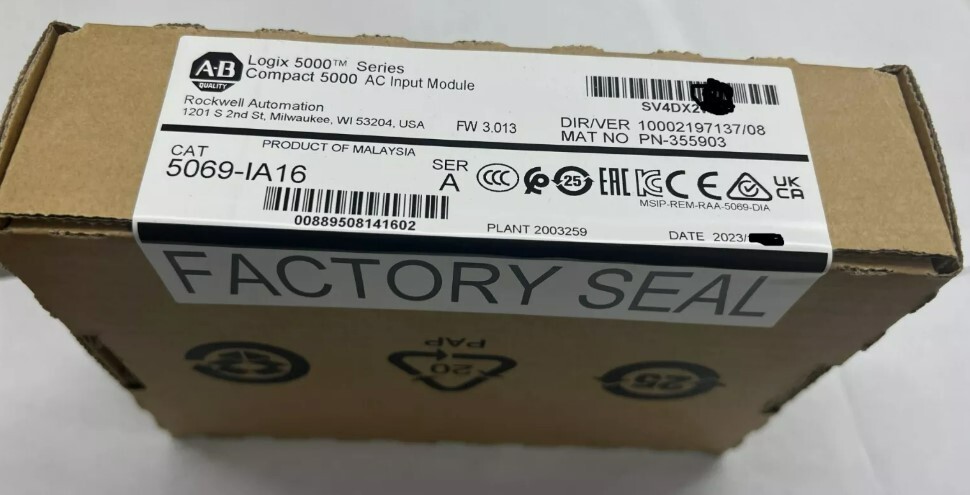 A-B
QUALITY
Logix 5000™ Series
Compact 5000 AC Input Module
Rockwell Automation
1201 S 2nd St, Milwaukee, WI 53204, USA
FW 3.013
DIR/VER 10002197137/08
MAT NO PN-355903
PRODUCT OF MALAYSIA
CAT
5069-IA16
SER
A
CCC
25
EAC
CE
UK
CA
MSIP-REM-RAA-5069-DIA
00889508141602
PLANT 2003259
DATE 2023/
FACTORY SEAL
20
PAP
25